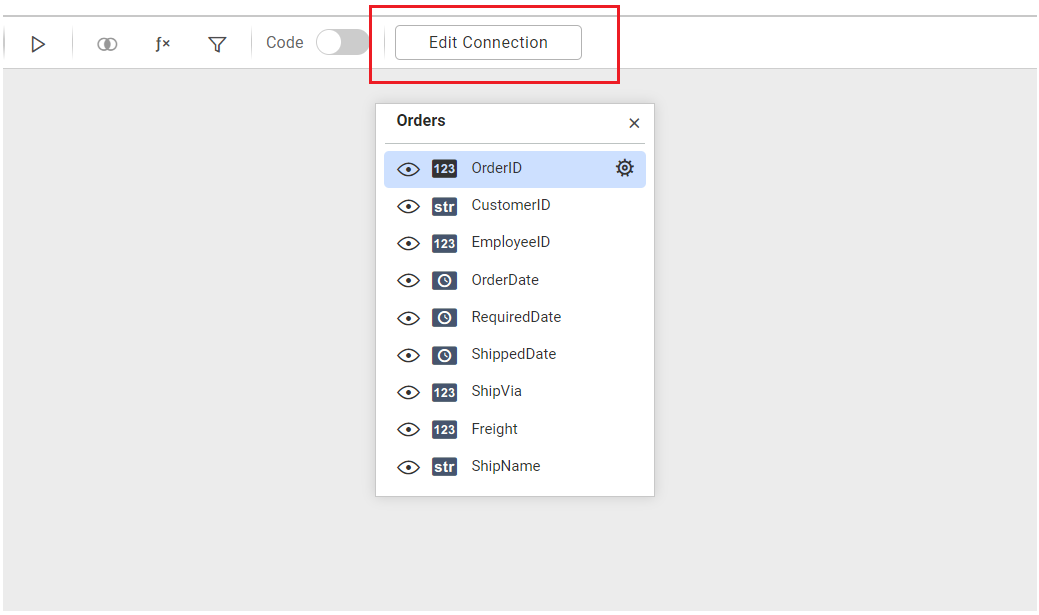 ƒx Code Edit Connection
Orders
123 OrderID
str CustomerID
123 EmployeeID
OrderDate
RequiredDate
ShippedDate
123 ShipVia
123 Freight
str ShipName